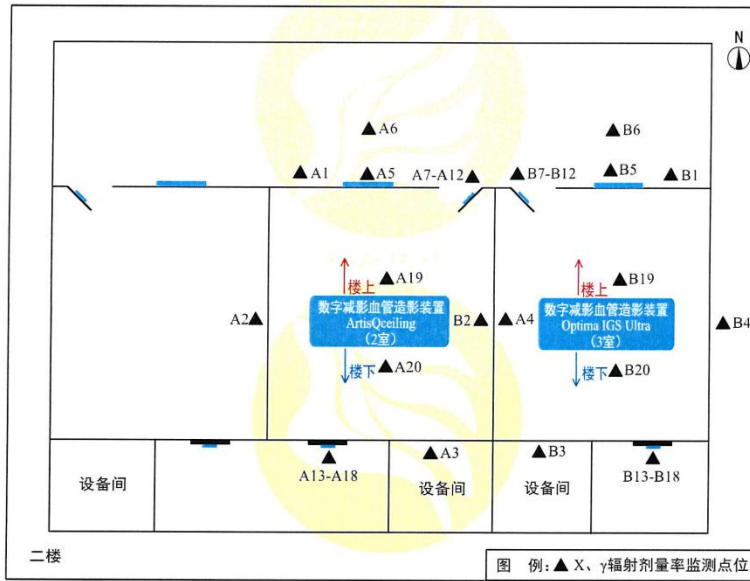 N
A6
B6
A1
A5
A7-A12
B7-B12
B5
B1
楼上
A19
楼上
B19
数字减影血管造影装置
ArtisQceiling
(2室)
数字减影血管造影装置
Optima IGS Ultra
(3室)
A2
B2
A4
B4
楼下
A20
楼下
B20
A3
B3
设备间
A13-A18
设备间
设备间
B13-B18
二楼
图 例: ▲ X、γ辐射剂量率监测点位